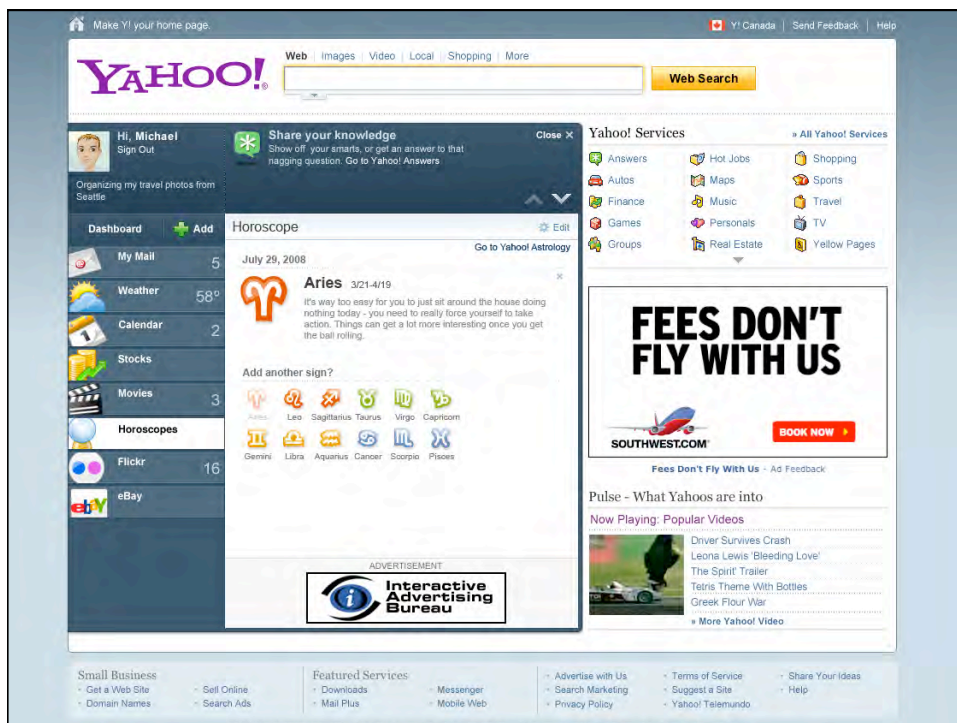 Make Y! your home page.
Y! Canada | Send Feedback | Help
YAHOO!
Web | Images | Video | Local | Shopping | More
Web Search
Hi, Michael
Sign Out
Organizing my travel photos from
Seattle
Share your knowledge
Close X
Show off your smarts, or get an answer to that
nagging question. Go to Yahoo! Answers
Dashboard
Add
My Mail 5
Weather 58°
Calendar 2
Stocks
Movies 3
Horoscopes
Flickr 16
ebY eBay
Horoscope
Edit
Go to Yahoo! Astrology
July 29, 2008
Aries 3/21-4/19
It's way too easy for you to just sit around the house doing
nothing today - you need to really force yourself to take
action. Things can get a lot more interesting once you get
the ball rolling.
Add another sign?
Aries Leo Sagittarius Taurus Virgo Capricorn
Gemini Libra Aquarius Cancer Scorpio Pisces
ADVERTISEMENT
Interactive
Advertising
Bureau
Yahoo! Services
» All Yahoo! Services
Answers Hot Jobs Shopping
Autos Maps Sports
Finance Music Travel
Games Personals TV
Groups Real Estate Yellow Pages
FEES DON'T
FLY WITH US
SOUTHWEST.COM
BOOK NOW
Fees Don't Fly With Us - Ad Feedback
Pulse - What Yahoos are into
Now Playing: Popular Videos
Driver Survives Crash
Leona Lewis 'Bleeding Love'
The Spirit' Trailer
Tetris Theme With Bottles
Greek Flour War
» More Yahoo! Video
Small Business
- Get a Web Site - Sell Online
- Domain Names - Search Ads
Featured Services
- Downloads - Messenger
- Mail Plus - Mobile Web
- Advertise with Us - Terms of Service - Share Your Ideas
- Search Marketing - Suggest a Site - Help
- Privacy Policy - Yahoo! Telemundo